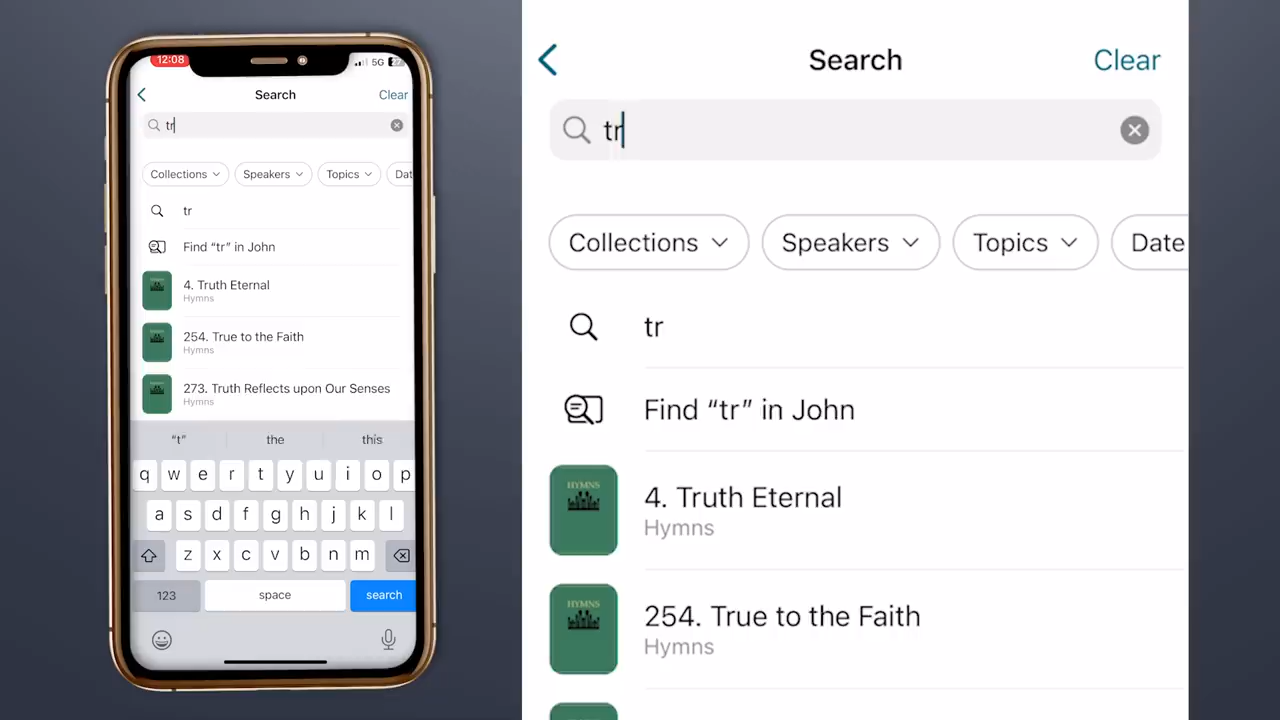 12:08
5G
27
Search
Clear
tr
Collections
Speakers
Topics
Dat
tr
Find “tr” in John
4. Truth Eternal
Hymns
254. True to the Faith
Hymns
273. Truth Reflects upon Our Senses
Hymns
“t”
the
this
q w e r t y u i o p
a s d f g h j k l
z x c v b n m
123
space
search
Search
Clear
tr
Collections
Speakers
Topics
Date
tr
Find “tr” in John
HYMNS
4. Truth Eternal
Hymns
HYMNS
254. True to the Faith
Hymns